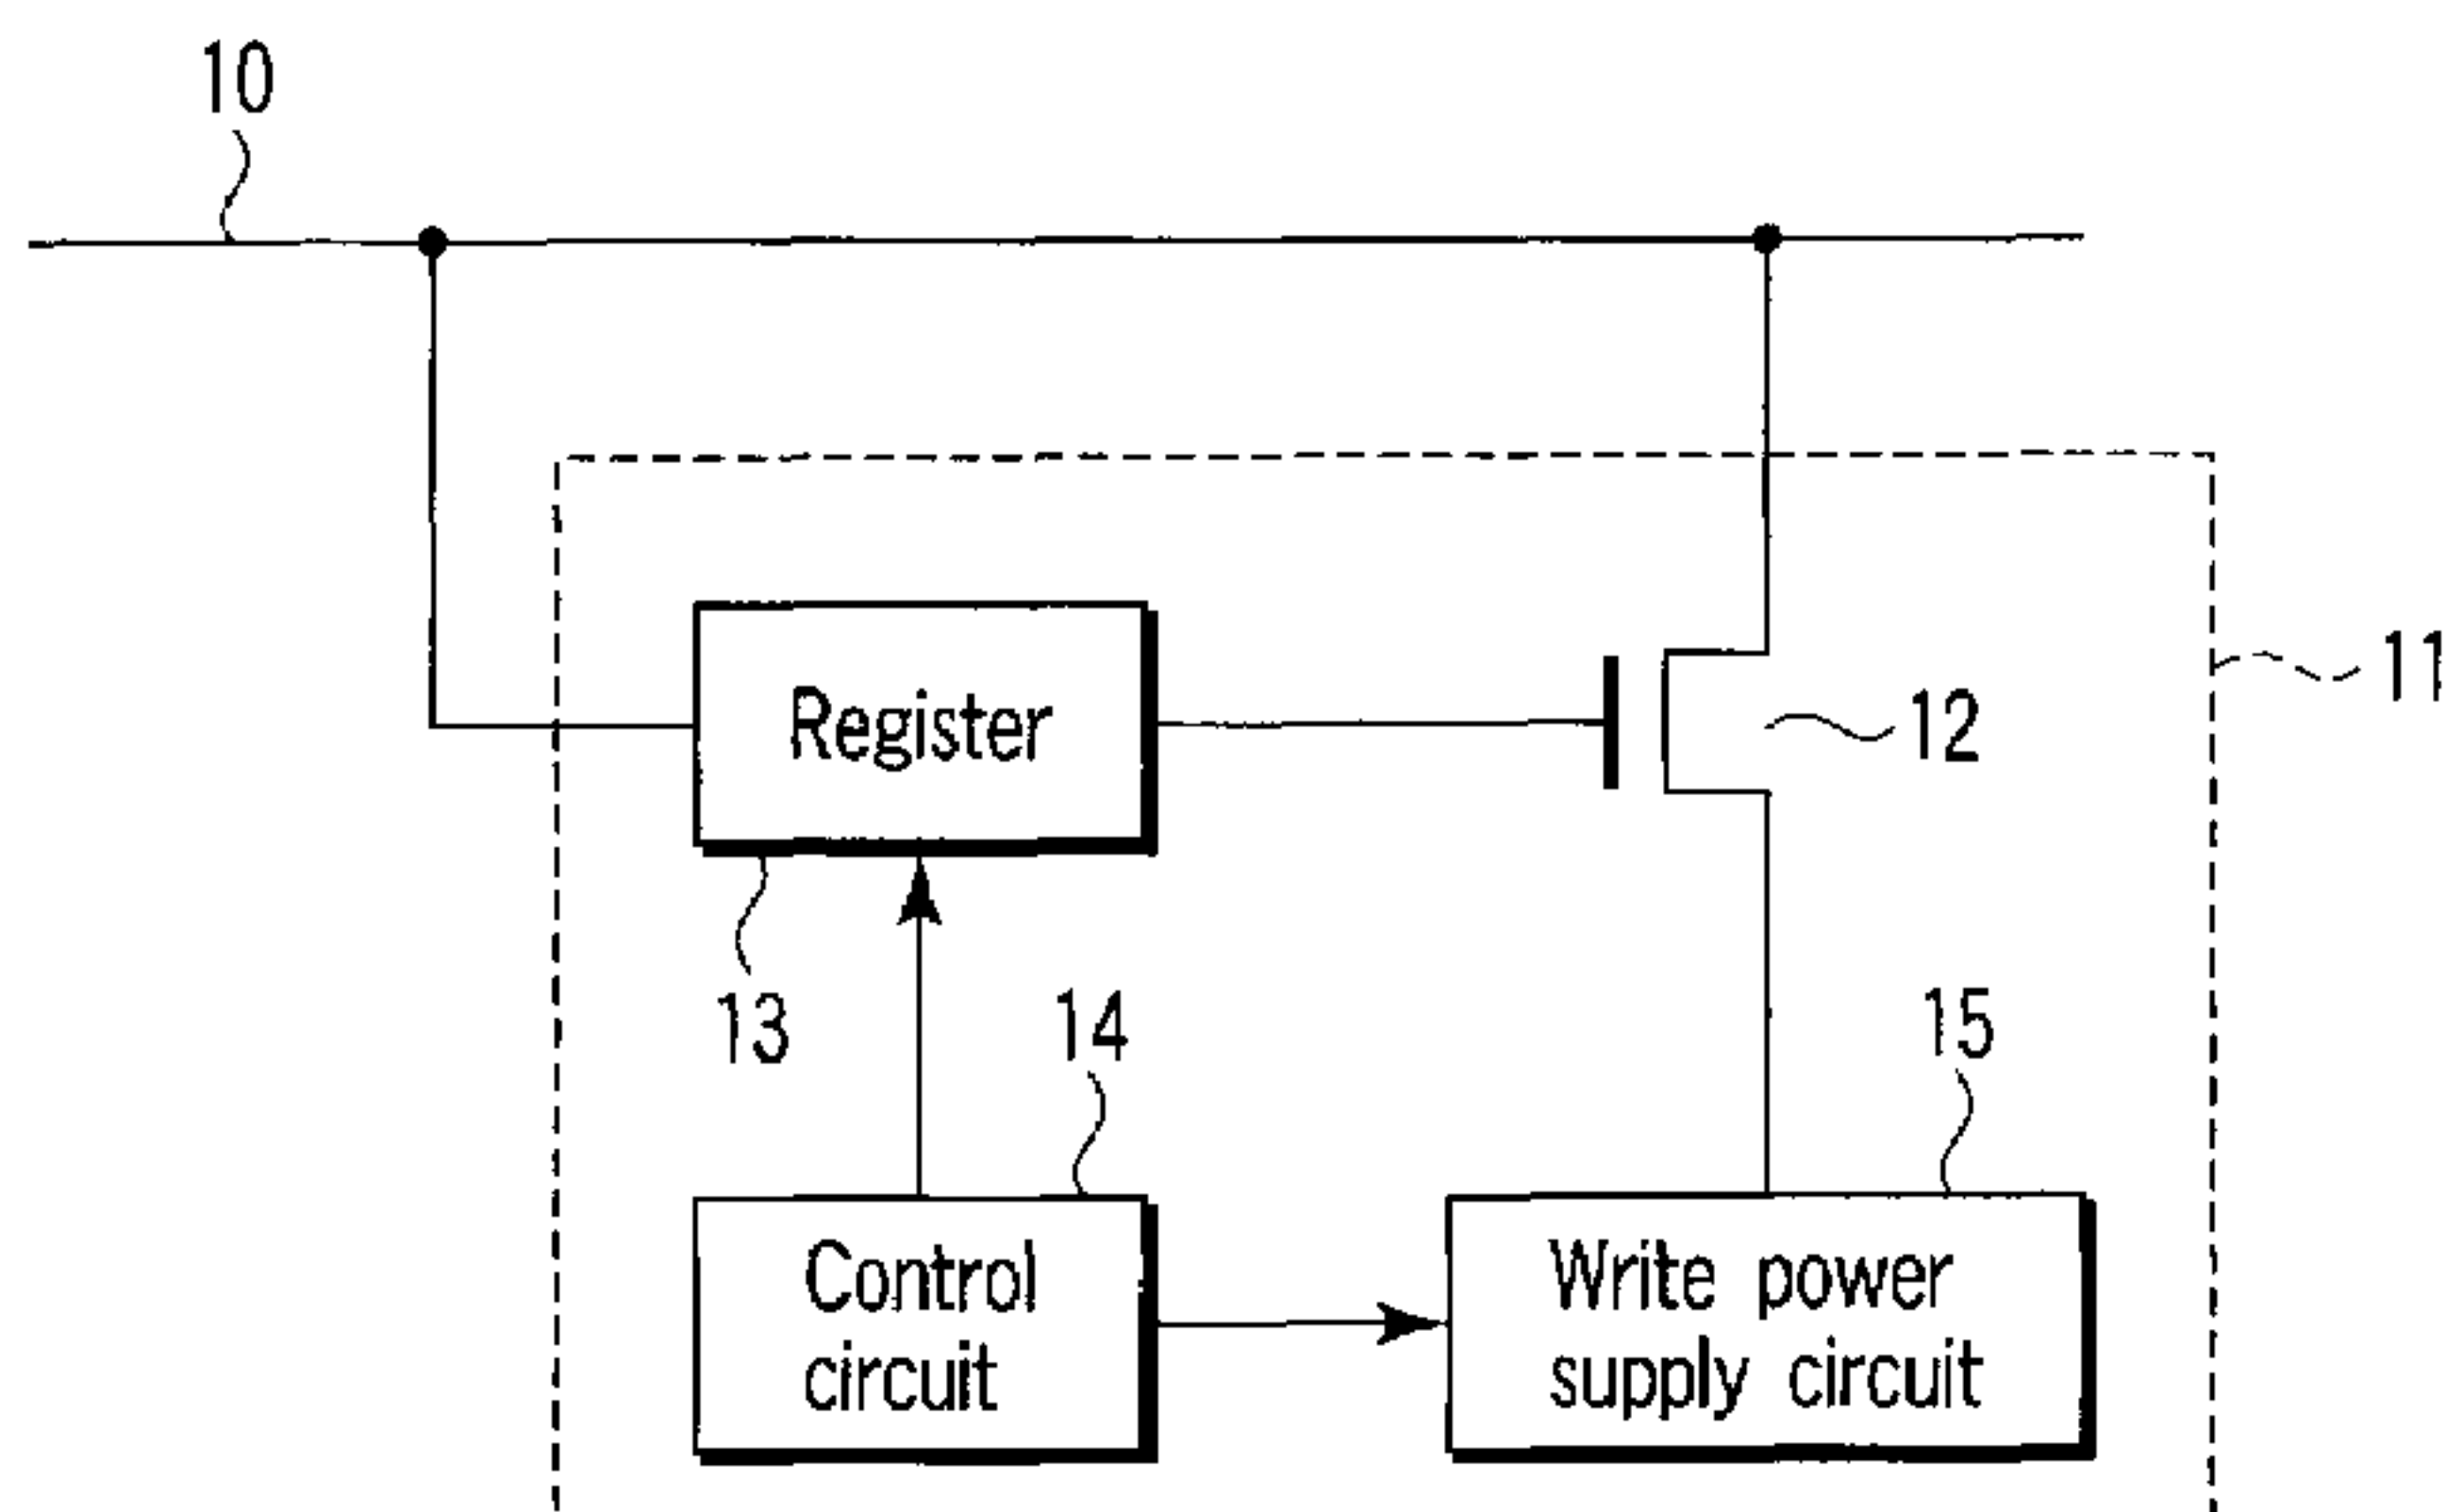 10
11
Register
12
13
14
15
Control
circuit
Write power
supply circuit